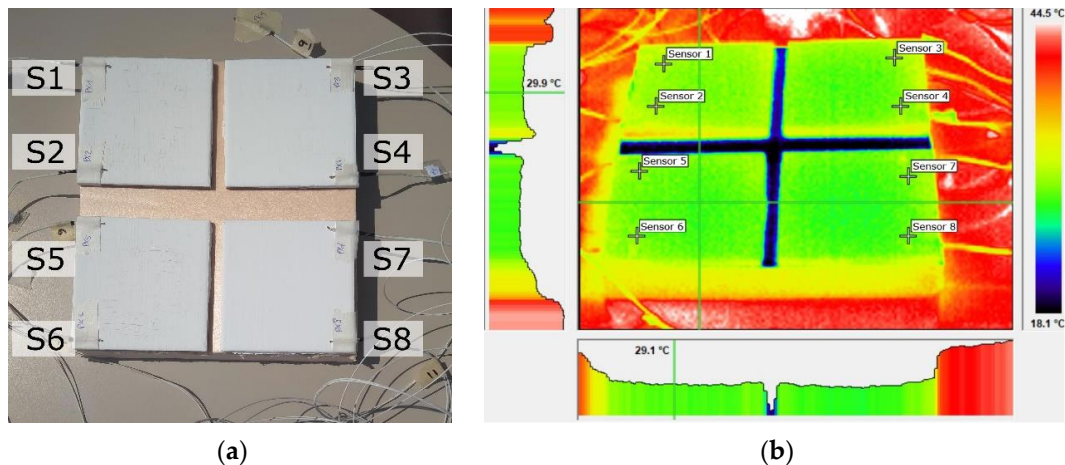 S1
S3
S2
S4
S5
S7
S6
S8
44.5 °C
Sensor 1
Sensor 3
29.9 °C
Sensor 2
Sensor 4
Sensor 5
Sensor 7
Sensor 6
Sensor 8
18.1 °C
29.1 °C
(a)
(b)